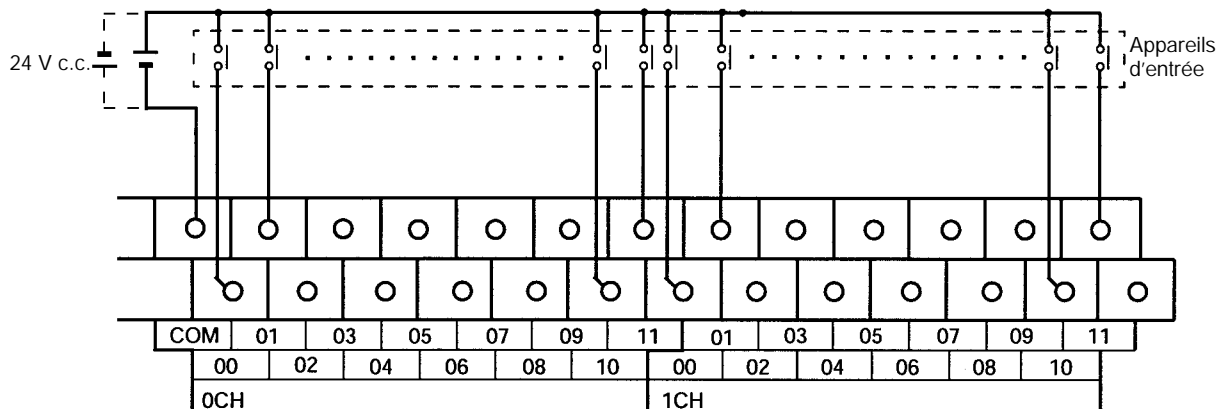 24 V c.c.
Appareils
d'entrée
COM 01 03 05 07 09 11 01 03 05 07 09 11
00 02 04 06 08 10 00 02 04 06 08 10
0CH 1CH